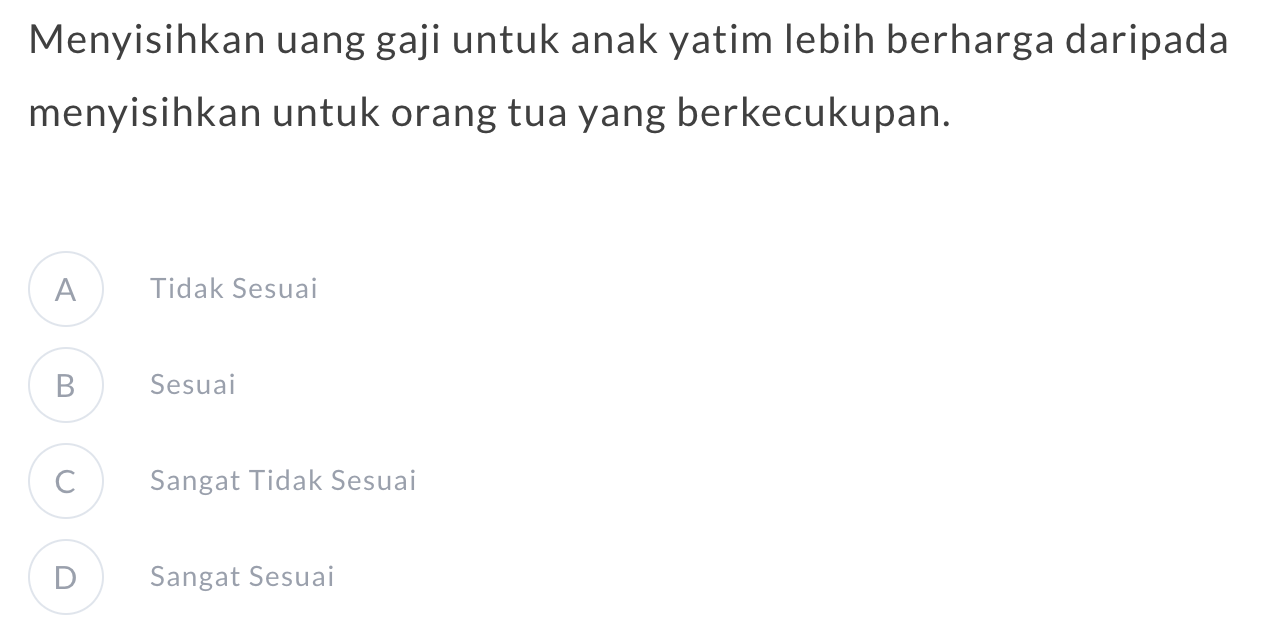 Menyisihkan uang gaji untuk anak yatim lebih berharga daripada
menyisihkan untuk orang tua yang berkecukupan.
A Tidak Sesuai
B Sesuai
C Sangat Tidak Sesuai
D Sangat Sesuai